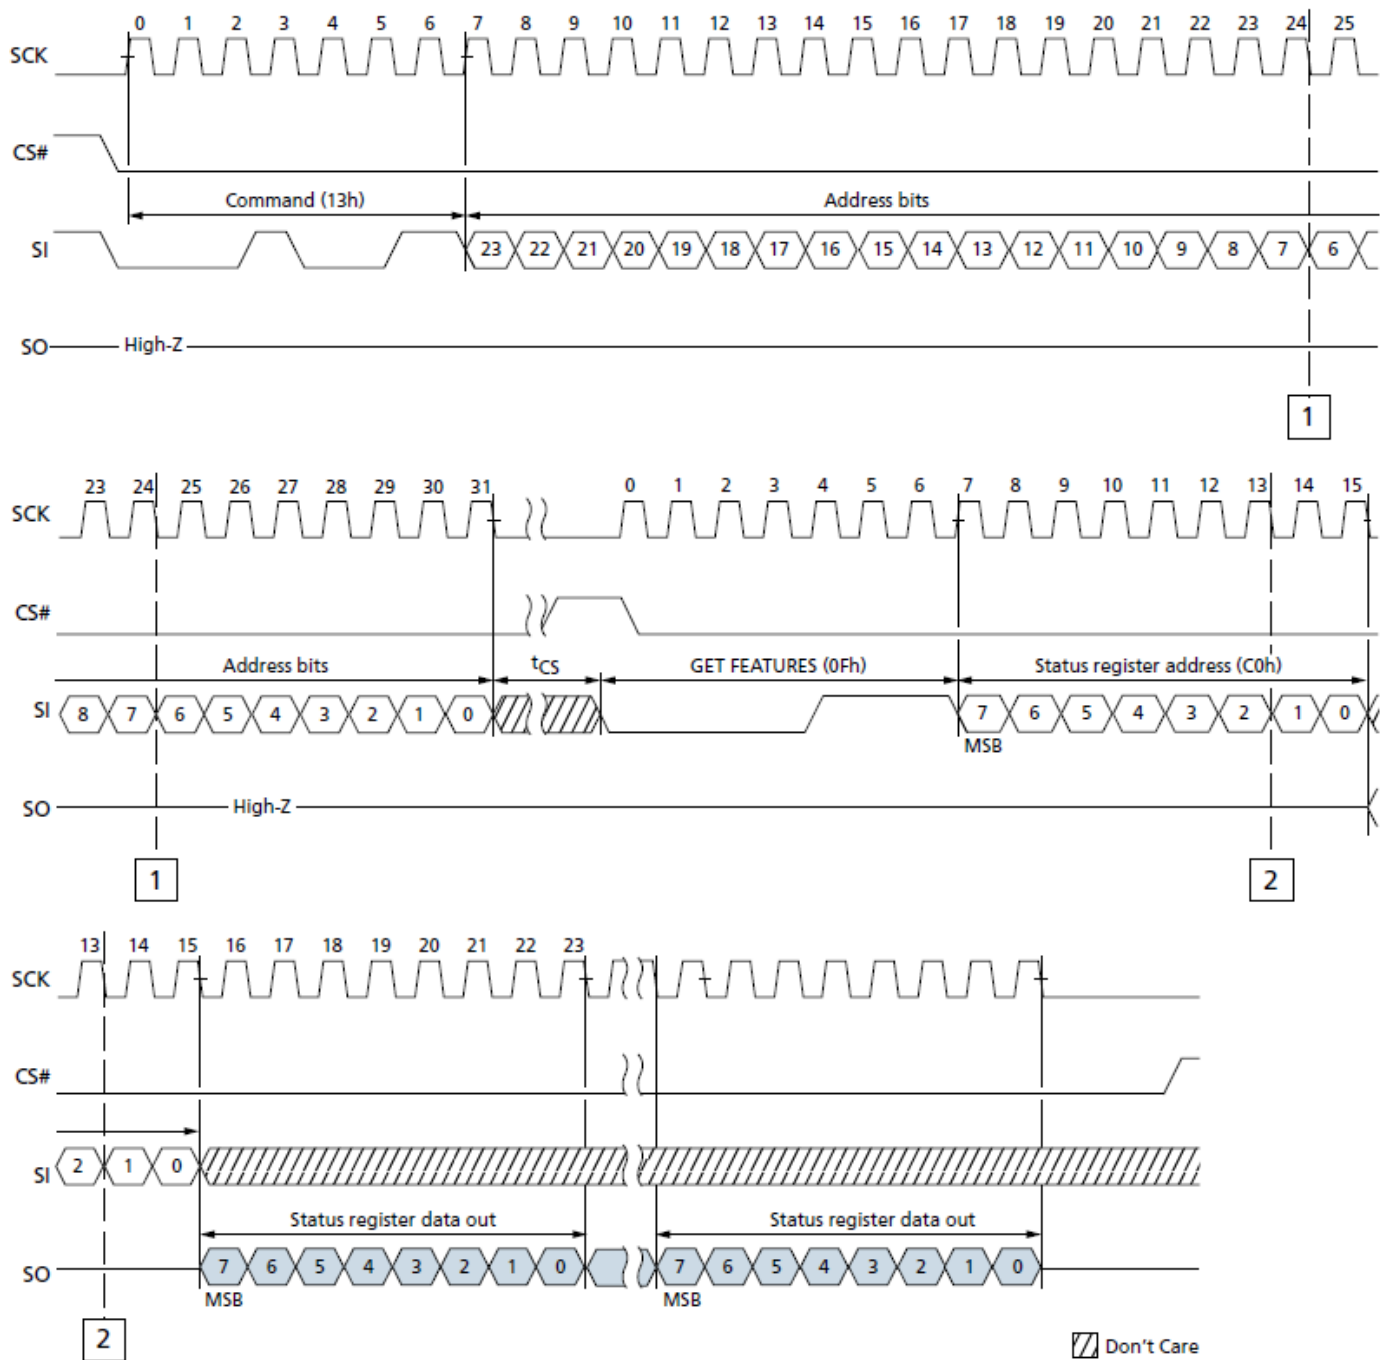 0 1 2 3 4 5 6 7 8 9 10 11 12 13 14 15 16 17 18 19 20 21 22 23 24 25
SCK
CS#
Command (13h) Address bits
SI 23 22 21 20 19 18 17 16 15 14 13 12 11 10 9 8 7 6
SO High-Z
1
23 24 25 26 27 28 29 30 31 0 1 2 3 4 5 6 7 8 9 10 11 12 13 14 15
SCK
CS#
Address bits tCS GET FEATURES (0Fh) Status register address (C0h)
SI 8 7 6 5 4 3 2 1 0 7 6 5 4 3 2 1 0
MSB
SO High-Z
1 2
13 14 15 16 17 18 19 20 21 22 23
SCK
CS#
SI 2 1 0
Status register data out Status register data out
SO 7 6 5 4 3 2 1 0 7 6 5 4 3 2 1 0
MSB MSB
2
Don't Care